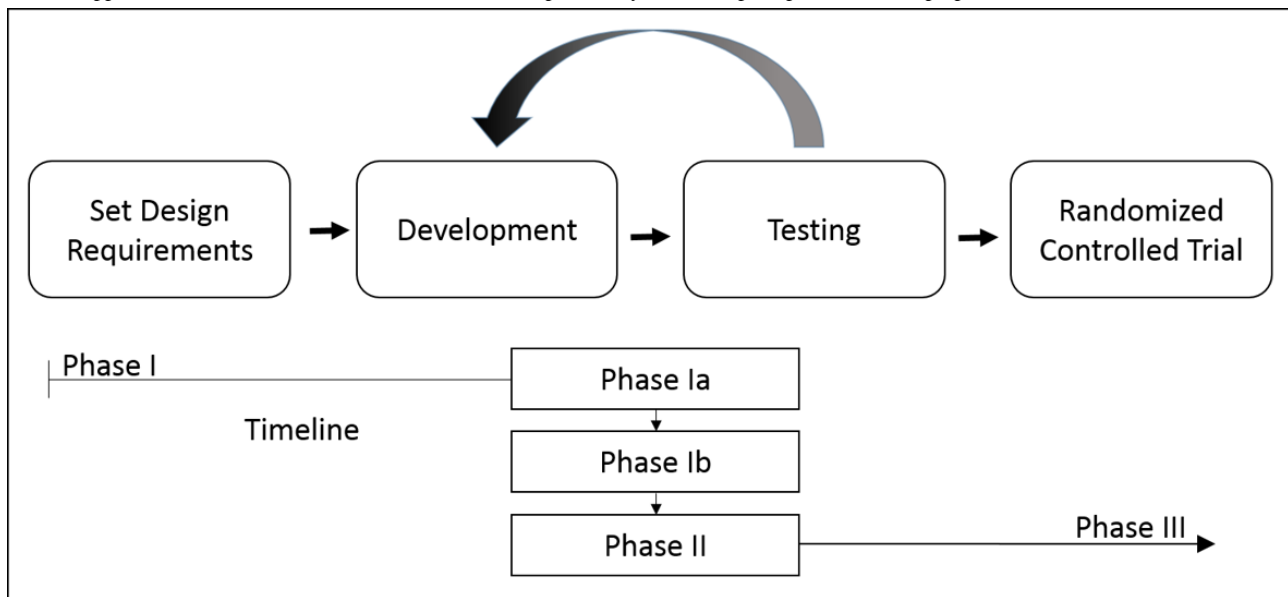 Set Design
Requirements
Development
Testing
Randomized
Controlled Trial
Phase I
Phase Ia
Timeline
Phase Ib
Phase II
Phase III